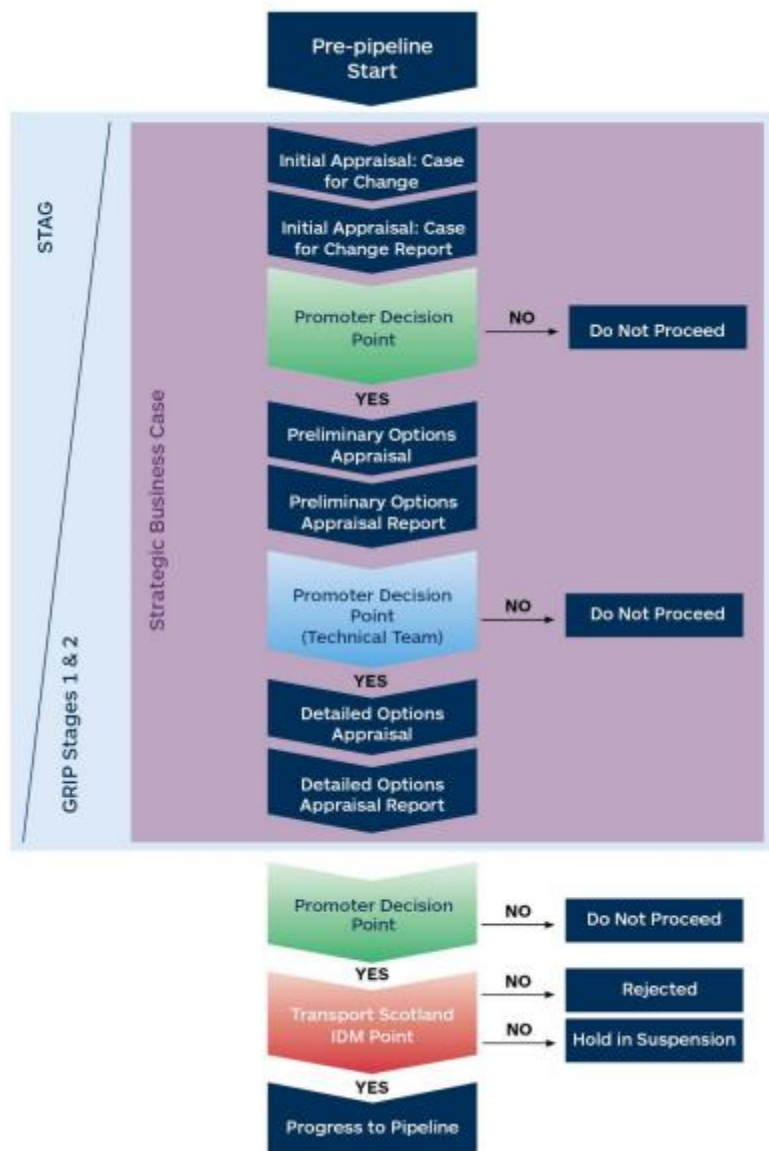 Pre-pipeline
Start
STAG
GRIP Stages 1 & 2
Strategic Business Case
Initial Appraisal: Case
for Change
Initial Appraisal: Case
for Change Report
Promoter Decision
Point
NO
Do Not Proceed
YES
Preliminary Options
Appraisal
Preliminary Options
Appraisal Report
Promoter Decision
Point
(Technical Team)
NO
Do Not Proceed
YES
Detailed Options
Appraisal
Detailed Options
Appraisal Report
Promoter Decision
Point
NO
Do Not Proceed
YES
Transport Scotland
IDM Point
NO
Rejected
NO
Hold in Suspension
YES
Progress to Pipeline